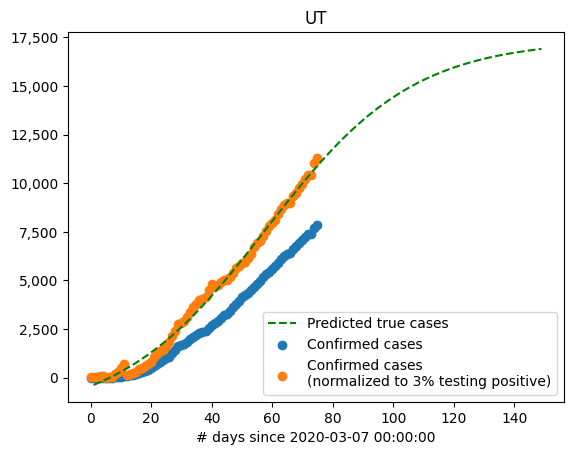 UT
17,500
15,000
12,500
10,000
7,500
5,000
2,500
0
Predicted true cases
Confirmed cases
Confirmed cases
(normalized to 3% testing positive)
0 20 40 60 80 100 120 140
# days since 2020-03-07 00:00:00